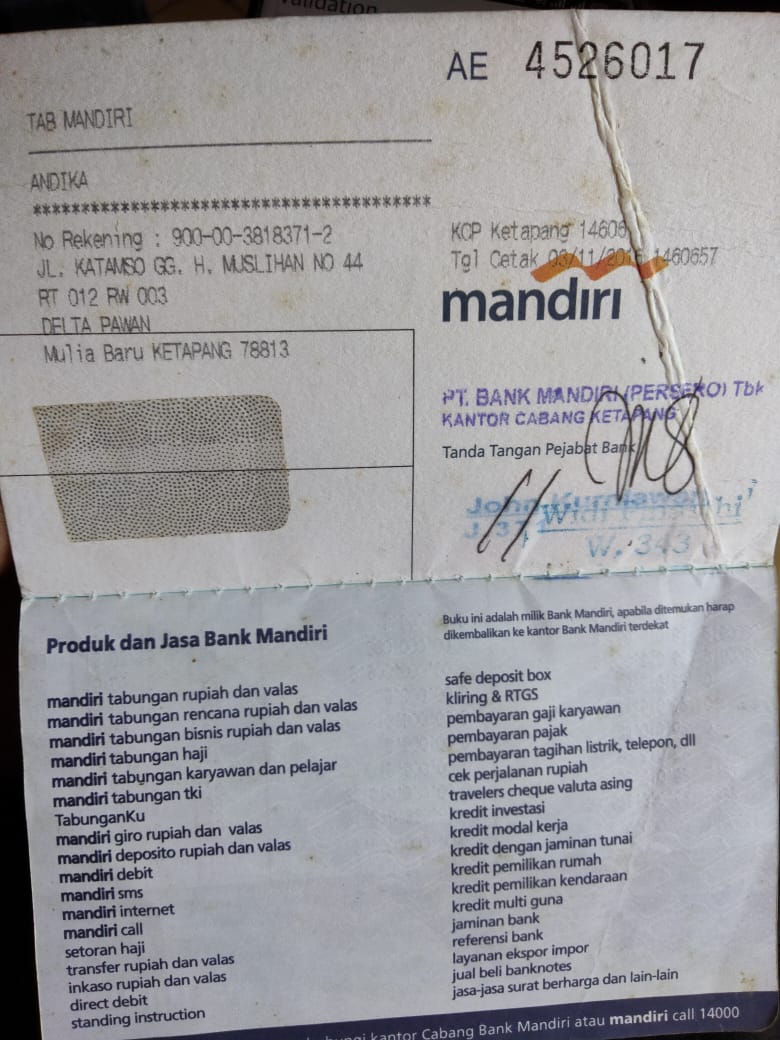 Validation
AE 4526017
TAB MANDIRI
ANDIKA
****************************************
No Rekening : 900-00-3818371-2
JL. KATAMSO GG. H. MUSLIHAN NO 44
RT 012 RW 003
DELTA PAWAN
Mulia Baru KETAPANG 78813
KCP Ketapang 14606
Tgl Cetak 03/11/2016 1460657
mandiri
PT. BANK MANDIRI (PERSERO) Tbk
KANTOR CABANG KETAPANG
Tanda Tangan Pejabat Bank
John Kurniawan
W. 343
Produk dan Jasa Bank Mandiri
mandiri tabungan rupiah dan valas
mandiri tabungan rencana rupiah dan valas
mandiri tabungan bisnis rupiah dan valas
mandiri tabungan haji
mandiri tabungan karyawan dan pelajar
mandiri tabungan tki
TabunganKu
mandiri giro rupiah dan valas
mandiri deposito rupiah dan valas
mandiri debit
mandiri sms
mandiri internet
mandiri call
setoran haji
transfer rupiah dan valas
inkaso rupiah dan valas
direct debit
standing instruction
Buku ini adalah milik Bank Mandiri, apabila ditemukan harap
dikembalikan ke kantor Bank Mandiri terdekat
safe deposit box
kliring & RTGS
pembayaran gaji karyawan
pembayaran pajak
pembayaran tagihan listrik, telepon, dll
cek perjalanan rupiah
travelers cheque valuta asing
kredit investasi
kredit modal kerja
kredit dengan jaminan tunai
kredit pemilikan rumah
kredit pemilikan kendaraan
kredit multi guna
jaminan bank
referensi bank
layanan ekspor impor
jual beli banknotes
jasa-jasa surat berharga dan lain-lain
kantor Cabang Bank Mandiri atau mandiri call 14000